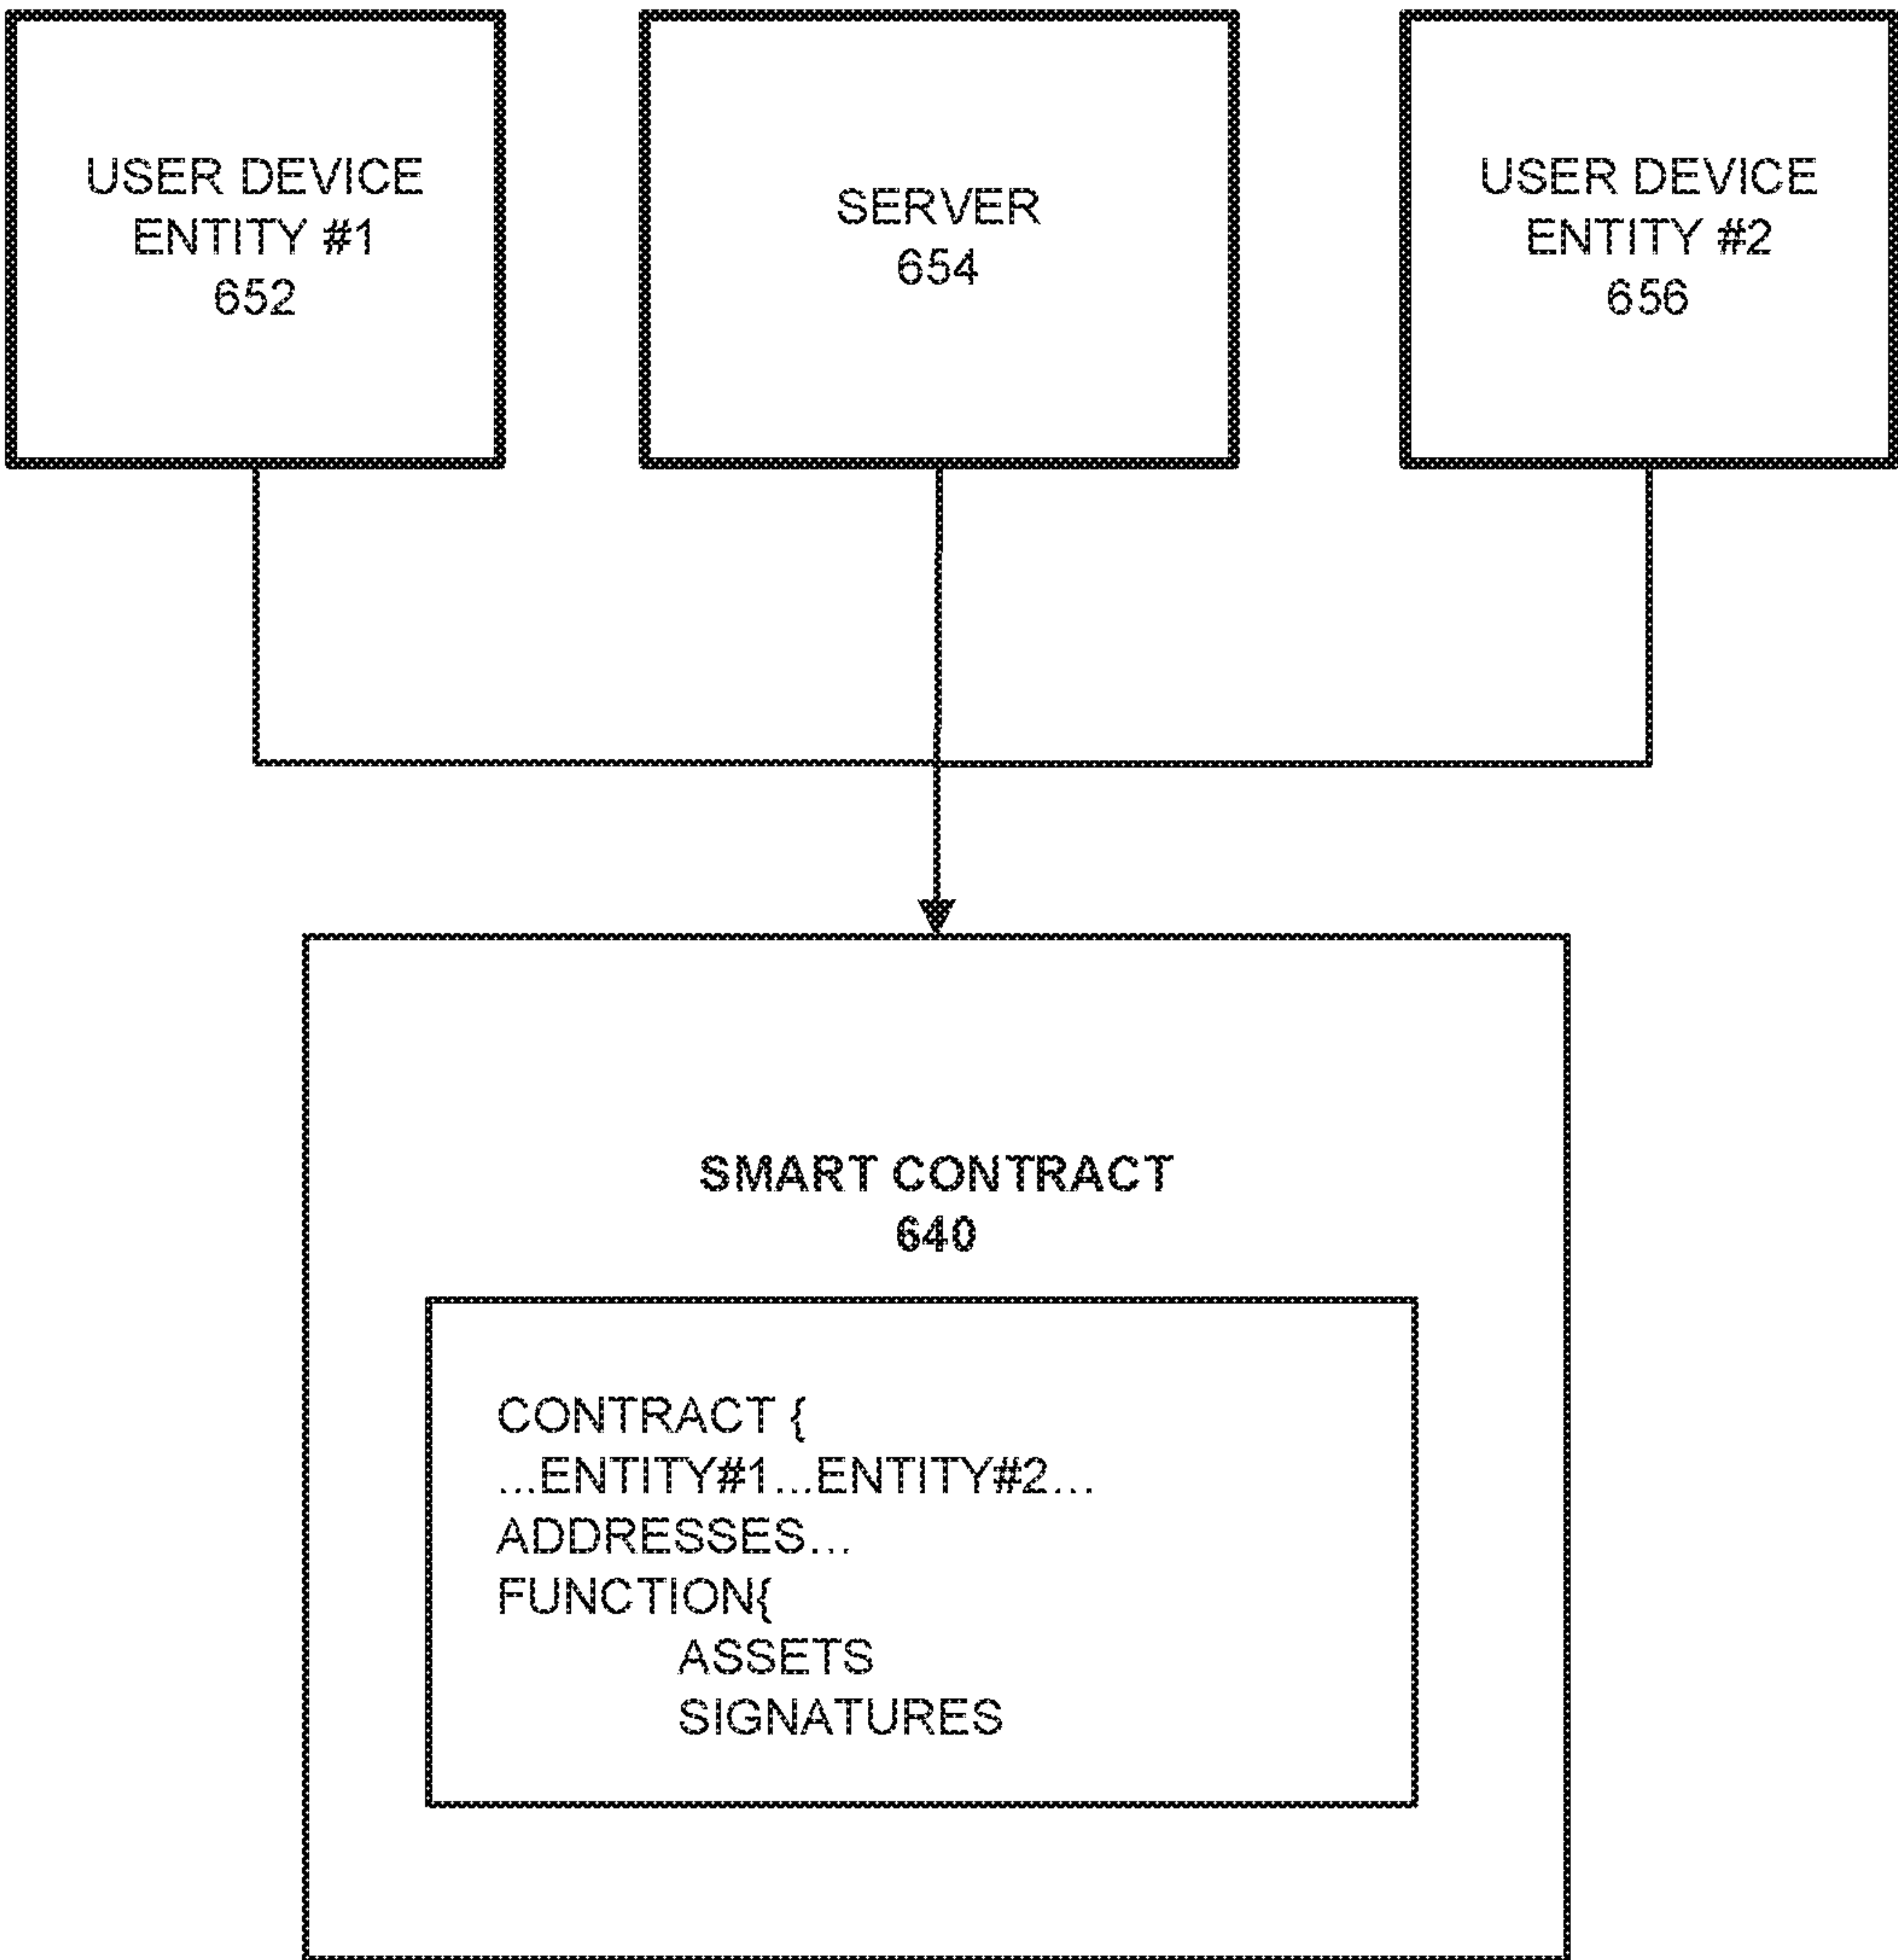 USER DEVICE
ENTITY #1
652
SERVER
654
USER DEVICE
ENTITY #2
656
SMART CONTRACT
640
CONTRACT {
...ENTITY#1...ENTITY#2...
ADDRESSES...
FUNCTION{
ASSETS
SIGNATURES